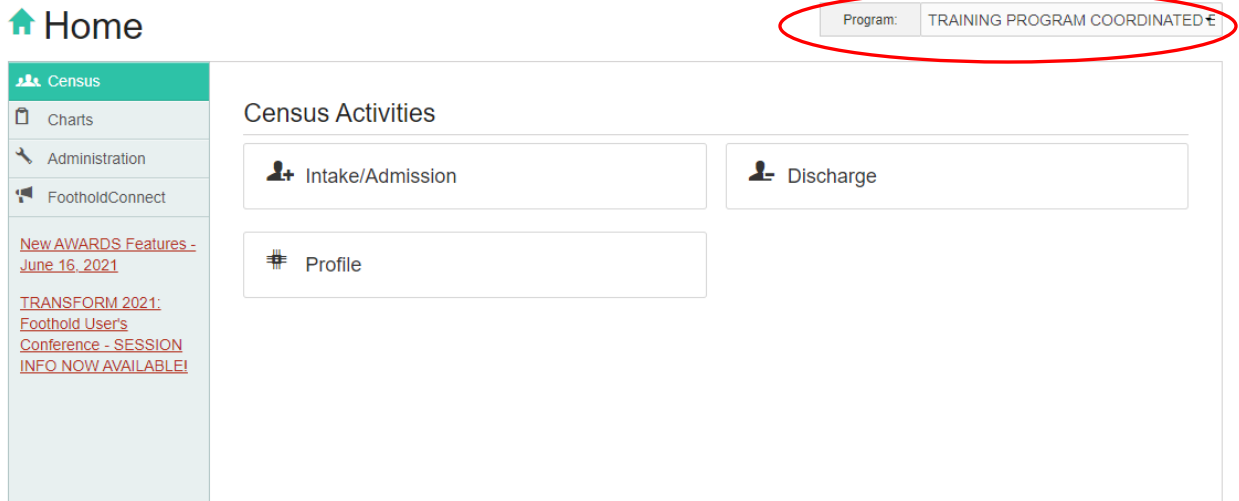 Home
Program: TRAINING PROGRAM COORDINATED
Census
Charts
Administration
FootholdConnect
New AWARDS Features -
June 16, 2021
TRANSFORM 2021:
Foothold User's
Conference - SESSION
INFO NOW AVAILABLE!
Census Activities
Intake/Admission
Discharge
Profile